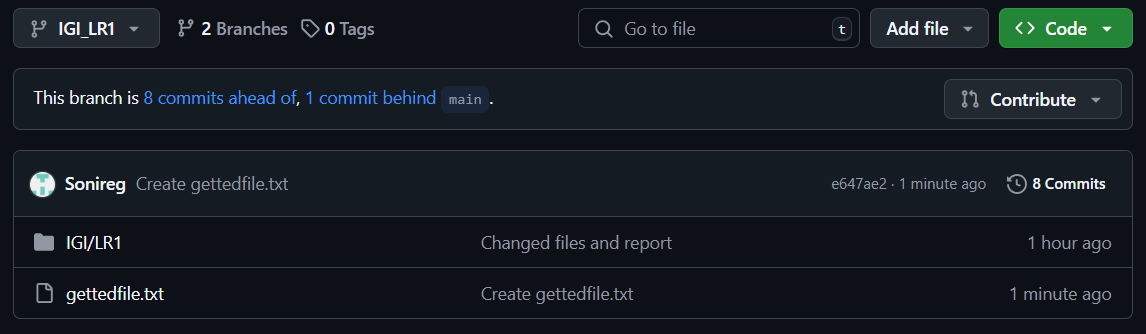 IGI_LR1 2 Branches 0 Tags Go to file t Add file Code
This branch is 8 commits ahead of, 1 commit behind main.
Contribute
Sonireg Create gettedfile.txt e647ae2 · 1 minute ago 8 Commits
IGI/LR1 Changed files and report 1 hour ago
gettedfile.txt Create gettedfile.txt 1 minute ago